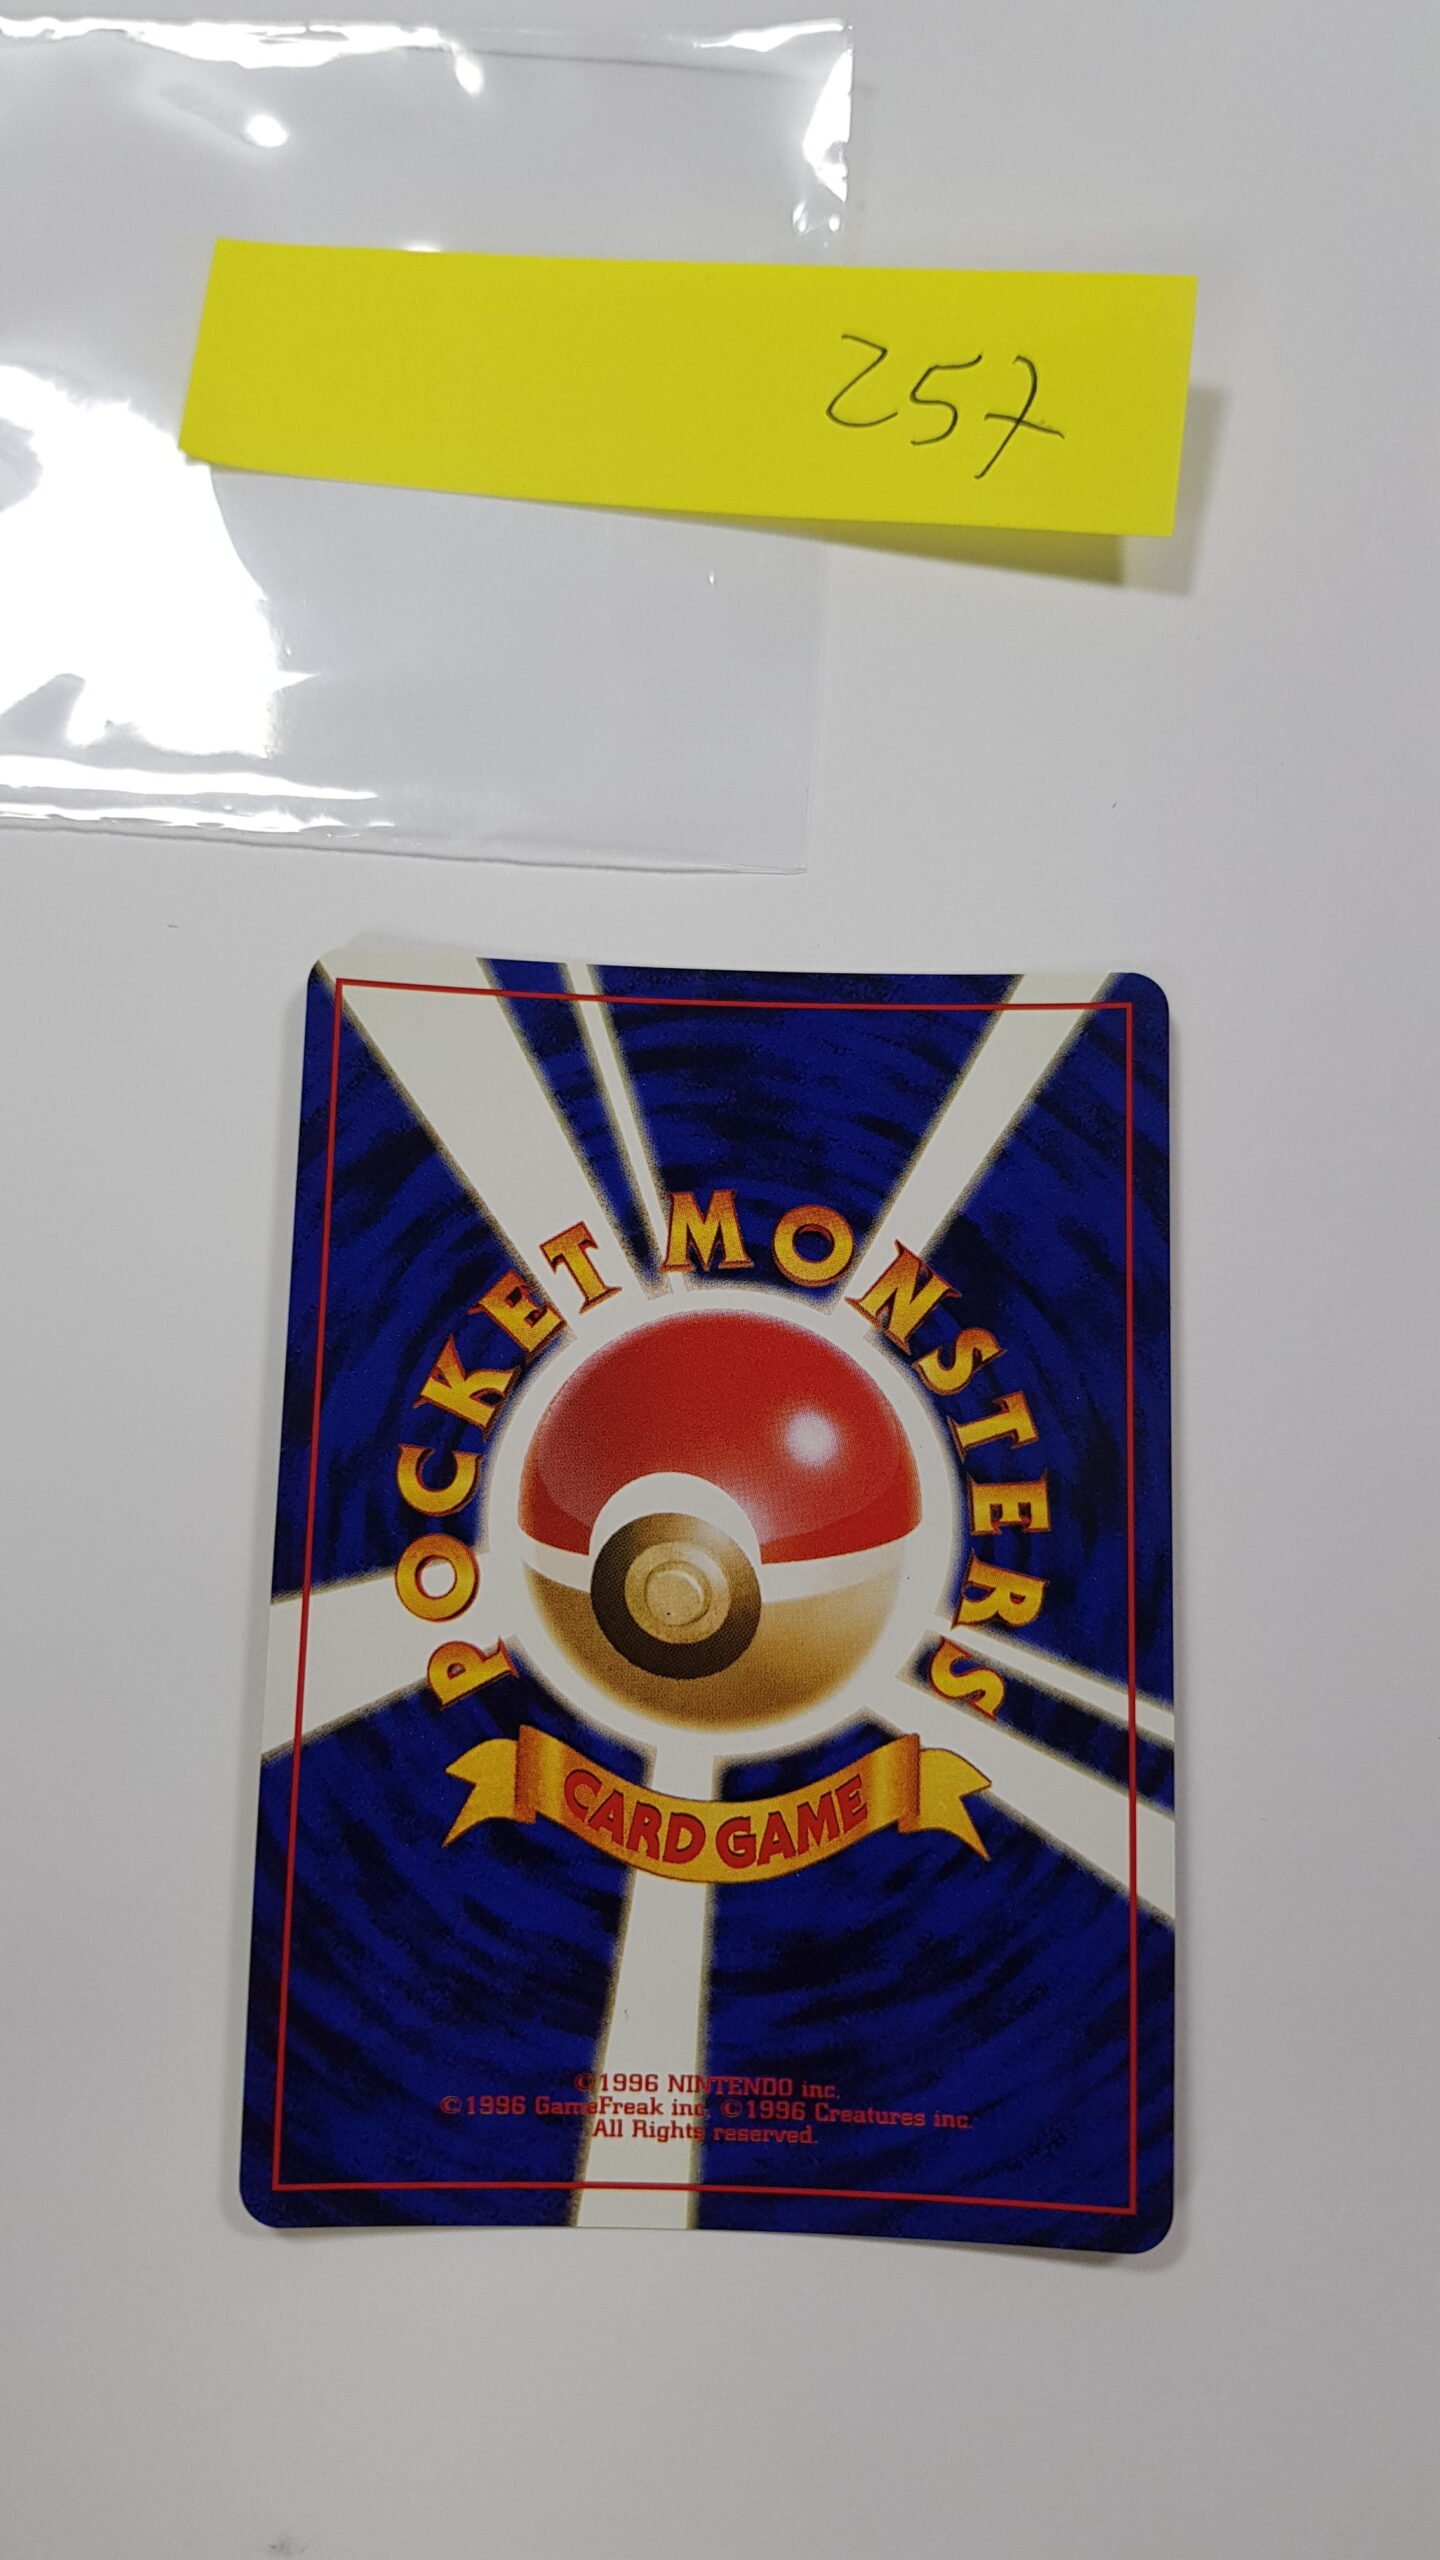 257
POCKET MONSTERS
CARD GAME
©1996 NINTENDO inc.
©1996 GameFreak inc. ©1996 Creatures inc.
All Rights reserved.